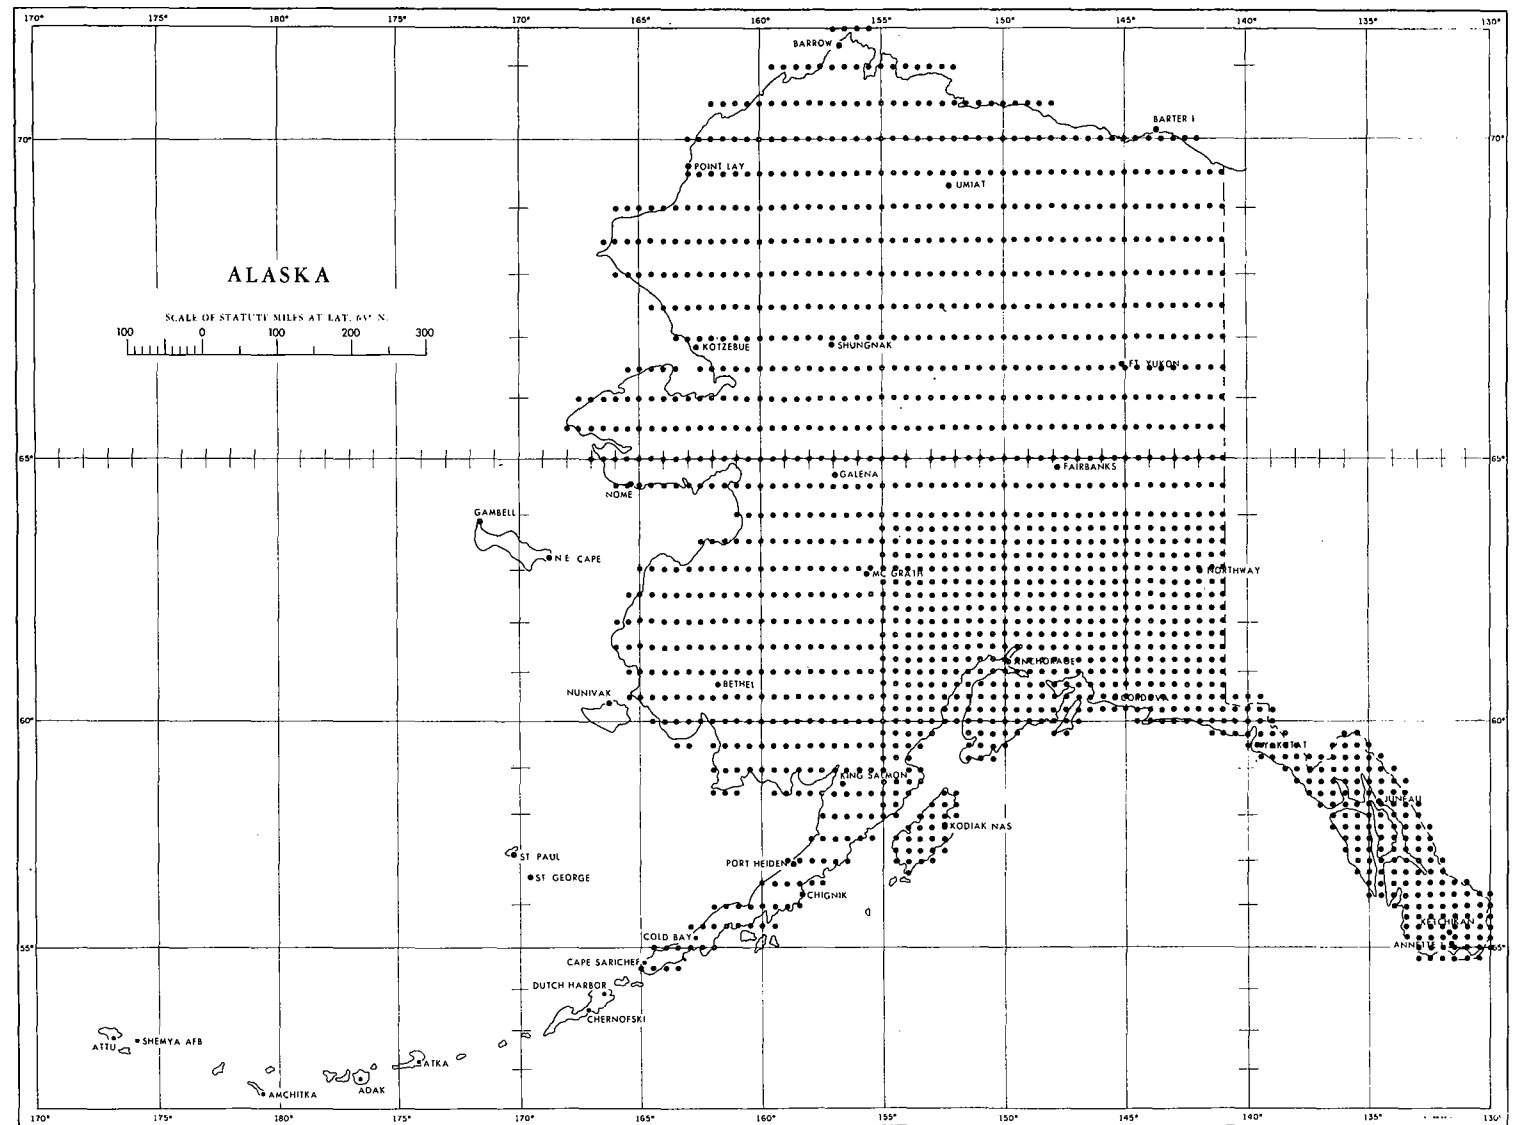 170° 175° 180° 175° 170° 165° 160° 155° 150° 145° 140° 135° 130°
BARROW
BARTER I
70° 70°
POINT LAY
UMIAT
ALASKA
SCALE OF STATUTE MILES AT LAT. 65° N.
100 0 100 200 300
KOTZEBUE
SHUNGNAK
FT YUKON
65° 65°
FAIRBANKS
GALENA
NOME
GAMBELL
N E CAPE
MC GRATH
NORTHWAY
ANCHORAGE
BETHEL
NUNIVAK
CORDOVA
60° 60°
YAKUTAT
KING SALMON
JUNEAU
KODIAK NAS
ST PAUL
PORT HEIDEN
ST GEORGE
CHIGNIK
KETCHIKAN
COLD BAY
ANNETTE I
55° 55°
CAPE SARICHEF
DUTCH HARBOR
CHERNOFSKI
SHEMYA AFB
ATTU
ATKA
ADAK
AMCHITKA
170° 180° 175° 170° 165° 160° 155° 150° 145° 140° 135° 130°